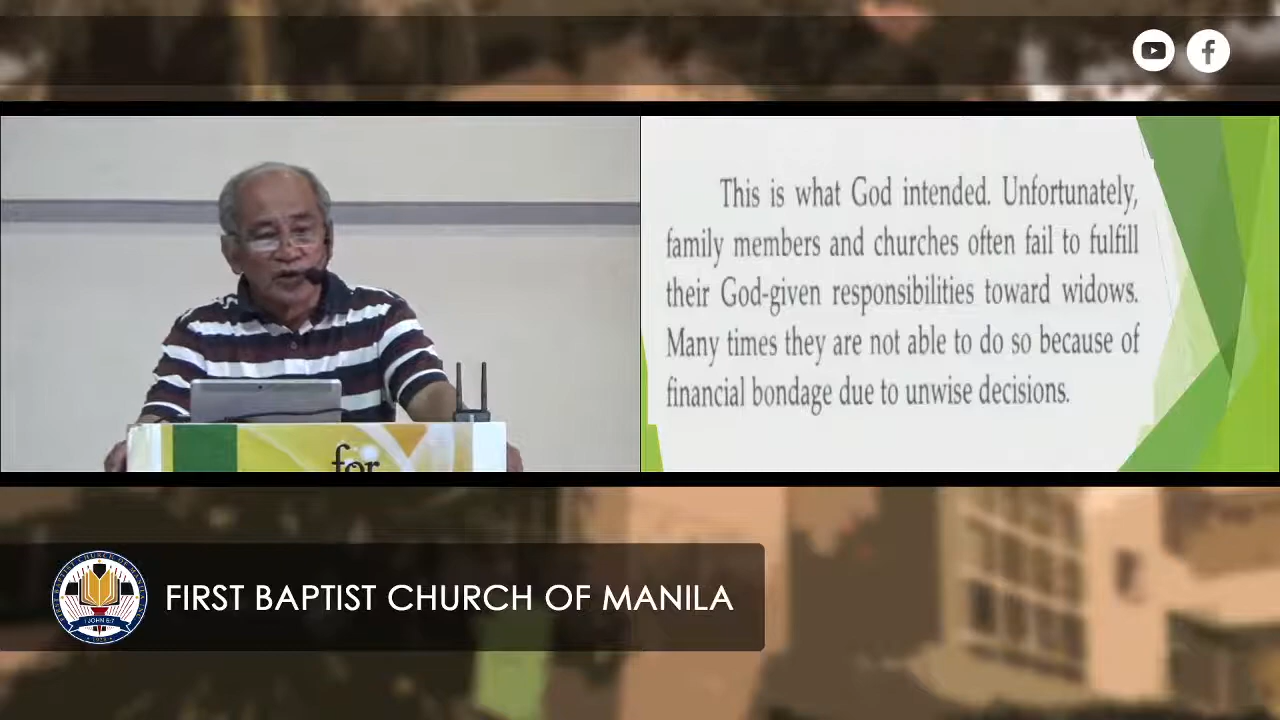 This is what God intended. Unfortunately,
family members and churches often fail to fulfill
their God-given responsibilities toward widows.
Many times they are not able to do so because of
financial bondage due to unwise decisions.
for
FIRST BAPTIST CHURCH OF MANILA